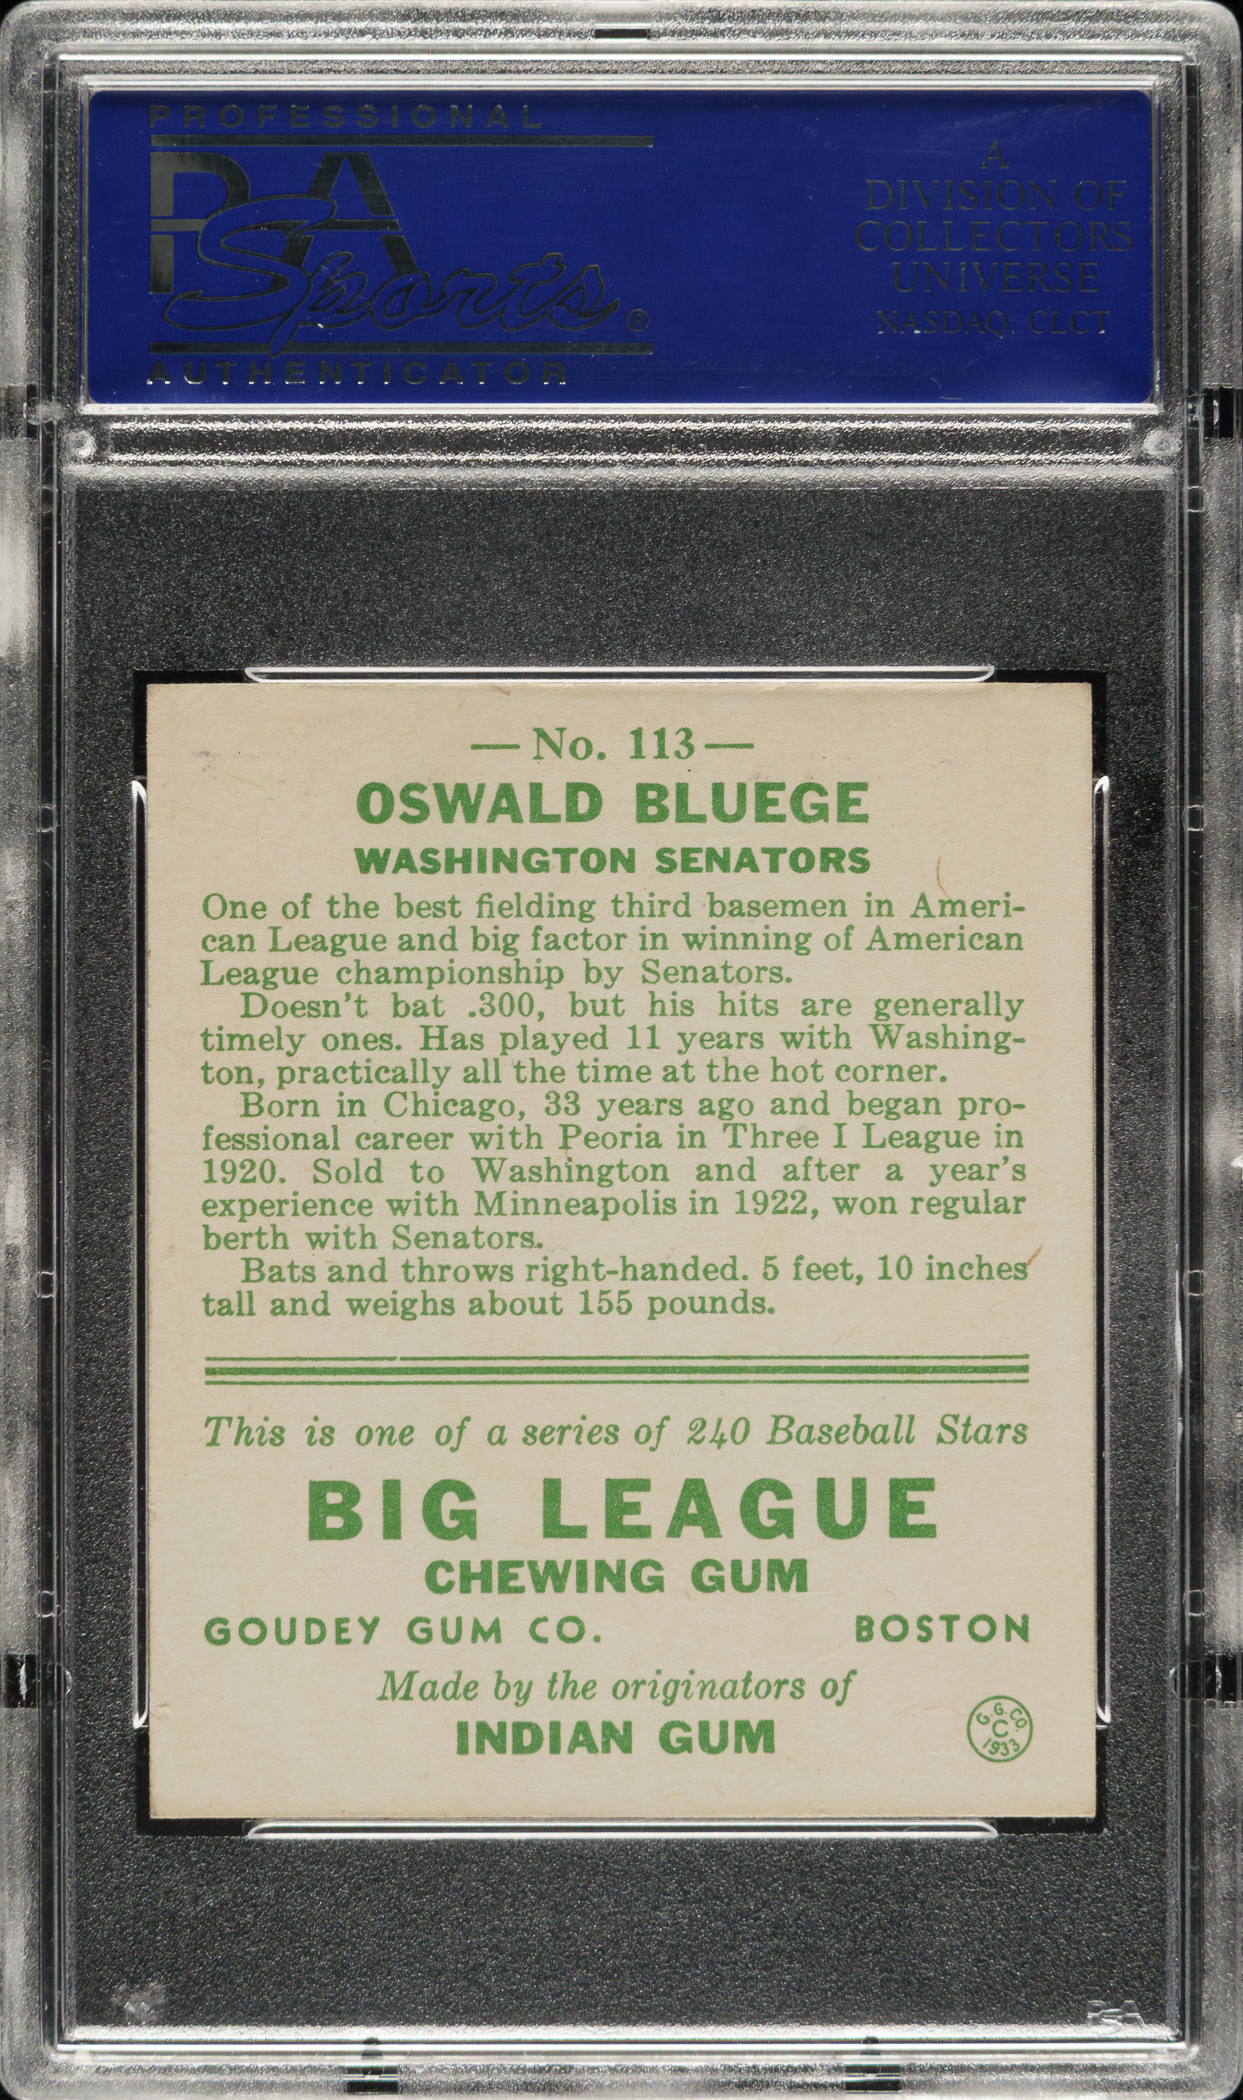 PROFESSIONAL
PSA
Sports ®
AUTHENTICATOR
A
DIVISION OF
COLLECTORS
UNIVERSE
NASDAQ: CLCT
— No. 113 —
OSWALD BLUEGE
WASHINGTON SENATORS
One of the best fielding third basemen in Ameri-
can League and big factor in winning of American
League championship by Senators.
Doesn't bat .300, but his hits are generally
timely ones. Has played 11 years with Washing-
ton, practically all the time at the hot corner.
Born in Chicago, 33 years ago and began pro-
fessional career with Peoria in Three I League in
1920. Sold to Washington and after a year's
experience with Minneapolis in 1922, won regular
berth with Senators.
Bats and throws right-handed. 5 feet, 10 inches
tall and weighs about 155 pounds.
This is one of a series of 240 Baseball Stars
BIG LEAGUE
CHEWING GUM
GOUDEY GUM CO. BOSTON
Made by the originators of
INDIAN GUM
G.G.CO.
C
1933
PSA